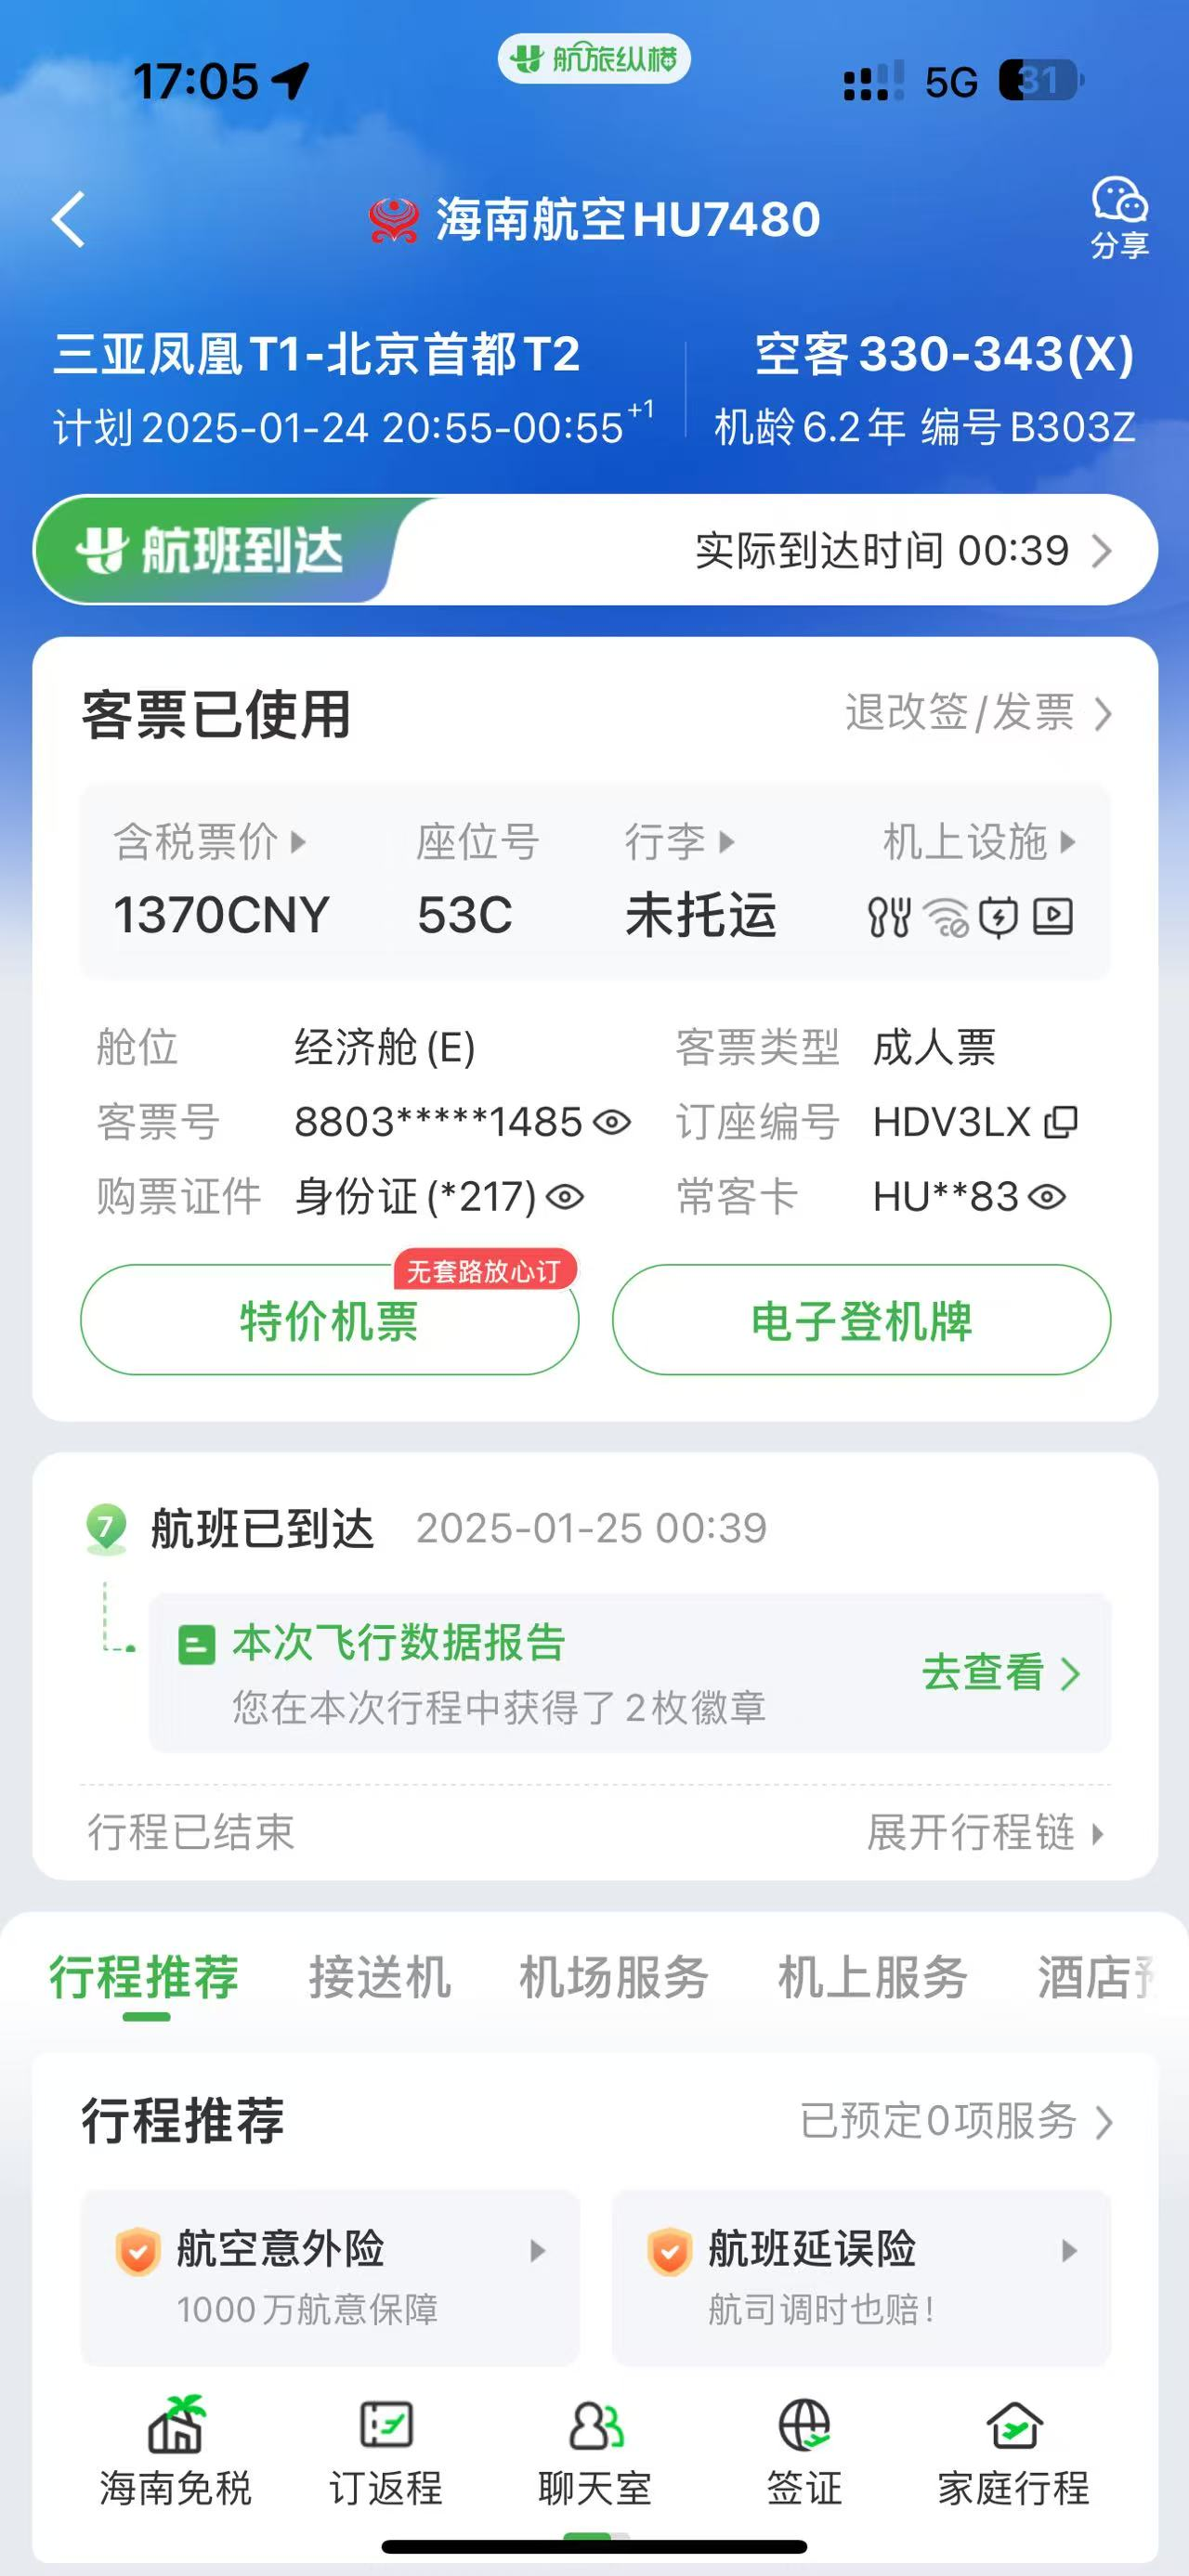 17:05
航旅纵横
5G
31
海南航空HU7480
分享
三亚凤凰T1-北京首都T2
空客330-343(X)
计划2025-01-24 20:55-00:55+1
机龄6.2年 编号B303Z
航班到达
实际到达时间 00:39
客票已使用
退改签/发票
含税票价 座位号 行李 机上设施
1370CNY 53C 未托运
舱位 经济舱(E) 客票类型 成人票
客票号 8803*****1485 订座编号 HDV3LX
购票证件 身份证(*217) 常客卡 HU**83
无套路放心订
特价机票
电子登机牌
7
航班已到达 2025-01-25 00:39
本次飞行数据报告
您在本次行程中获得了2枚徽章
去查看
行程已结束
展开行程链
行程推荐 接送机 机场服务 机上服务 酒店
行程推荐
已预定0项服务
航空意外险
1000万航意保障
航班延误险
航司调时也赔!
海南免税 订返程 聊天室 签证 家庭行程